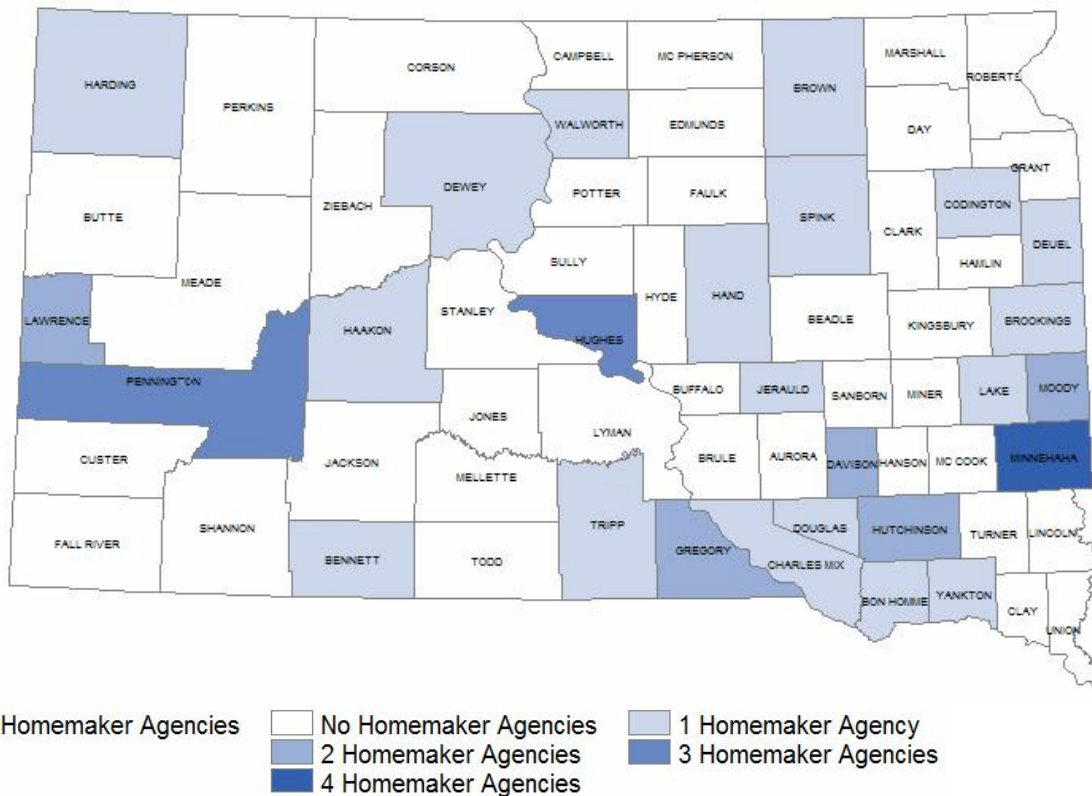 CAMPBELL
MC PHERSON
MARSHALL
ROBERTS
CORSON
HARDING
BROWN
PERKINS
WALWORTH
EDMUNDS
DAY
GRANT
DEWEY
POTTER
FAULK
CODINGTON
ZIEBACH
BUTTE
SPINK
CLARK
DEUEL
SULLY
HAMLIN
MEADE
HYDE
HAND
STANLEY
BEADLE
BROOKINGS
LAWRENCE
HAAKON
KINGSBURY
HUGHES
PENNINGTON
BUFFALO
JERAULD
SANBORN
MINER
LAKE
MOODY
JONES
LYMAN
CUSTER
JACKSON
BRULE
AURORA
DAVISON
HANSON
MC COOK
MINNEHAHA
MELLETTE
SHANNON
TRIPP
DOUGLAS
HUTCHINSON
TURNER
LINCOLN
FALL RIVER
BENNETT
TODD
GREGORY
CHARLES MIX
BON HOMME
YANKTON
CLAY
UNION
Homemaker Agencies
No Homemaker Agencies
1 Homemaker Agency
2 Homemaker Agencies
3 Homemaker Agencies
4 Homemaker Agencies